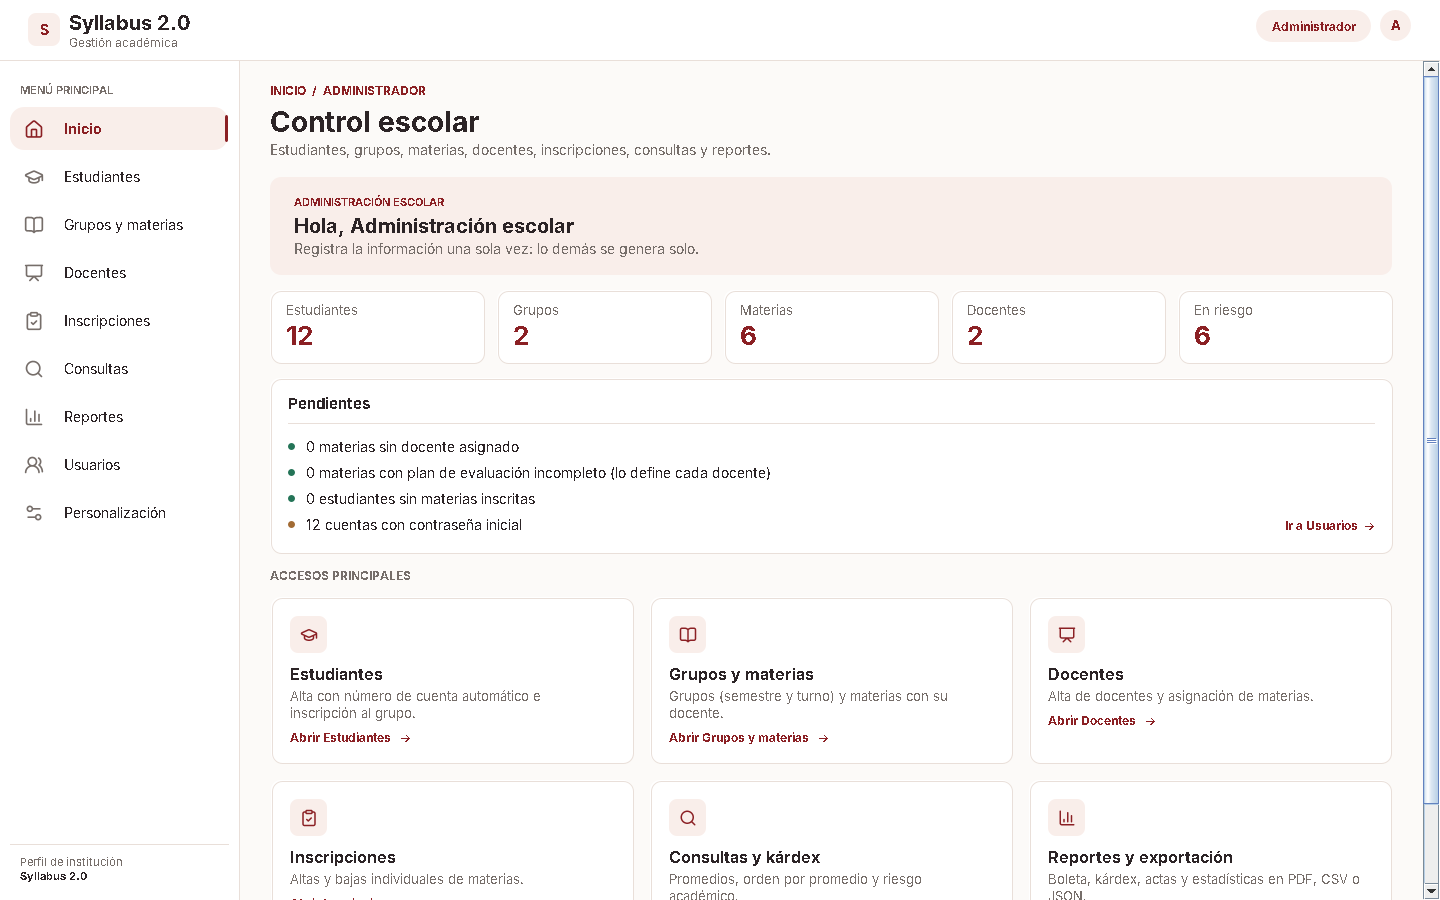 S
Syllabus 2.0
Gestión académica
Administrador
A
MENÚ PRINCIPAL
Inicio
Estudiantes
Grupos y materias
Docentes
Inscripciones
Consultas
Reportes
Usuarios
Personalización
Perfil de institución
Syllabus 2.0
INICIO / ADMINISTRADOR
Control escolar
Estudiantes, grupos, materias, docentes, inscripciones, consultas y reportes.
ADMINISTRACIÓN ESCOLAR
Hola, Administración escolar
Registra la información una sola vez: lo demás se genera solo.
Estudiantes
12
Grupos
2
Materias
6
Docentes
2
En riesgo
6
Pendientes
0 materias sin docente asignado
0 materias con plan de evaluación incompleto (lo define cada docente)
0 estudiantes sin materias inscritas
12 cuentas con contraseña inicial
Ir a Usuarios →
ACCESOS PRINCIPALES
Estudiantes
Alta con número de cuenta automático e
inscripción al grupo.
Abrir Estudiantes →
Grupos y materias
Grupos (semestre y turno) y materias con su
docente.
Abrir Grupos y materias →
Docentes
Alta de docentes y asignación de materias.
Abrir Docentes →
Inscripciones
Altas y bajas individuales de materias.
Consultas y kárdex
Promedios, orden por promedio y riesgo
académico.
Reportes y exportación
Boleta, kárdex, actas y estadísticas en PDF, CSV o
JSON.